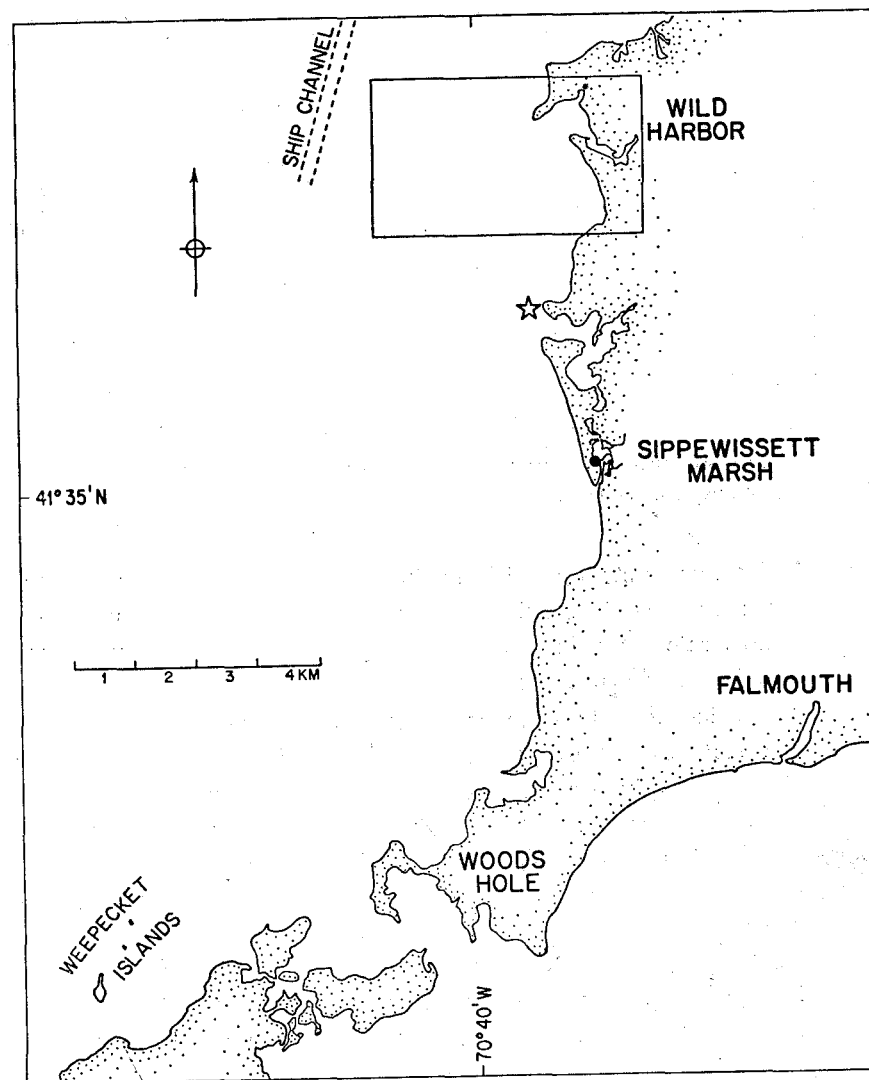 SHIP CHANNEL
WILD
HARBOR
SIPPEWISSETT
MARSH
41° 35' N
1 2 3 4 KM
FALMOUTH
WOODS
HOLE
WEEPECKET
ISLANDS
70° 40' W